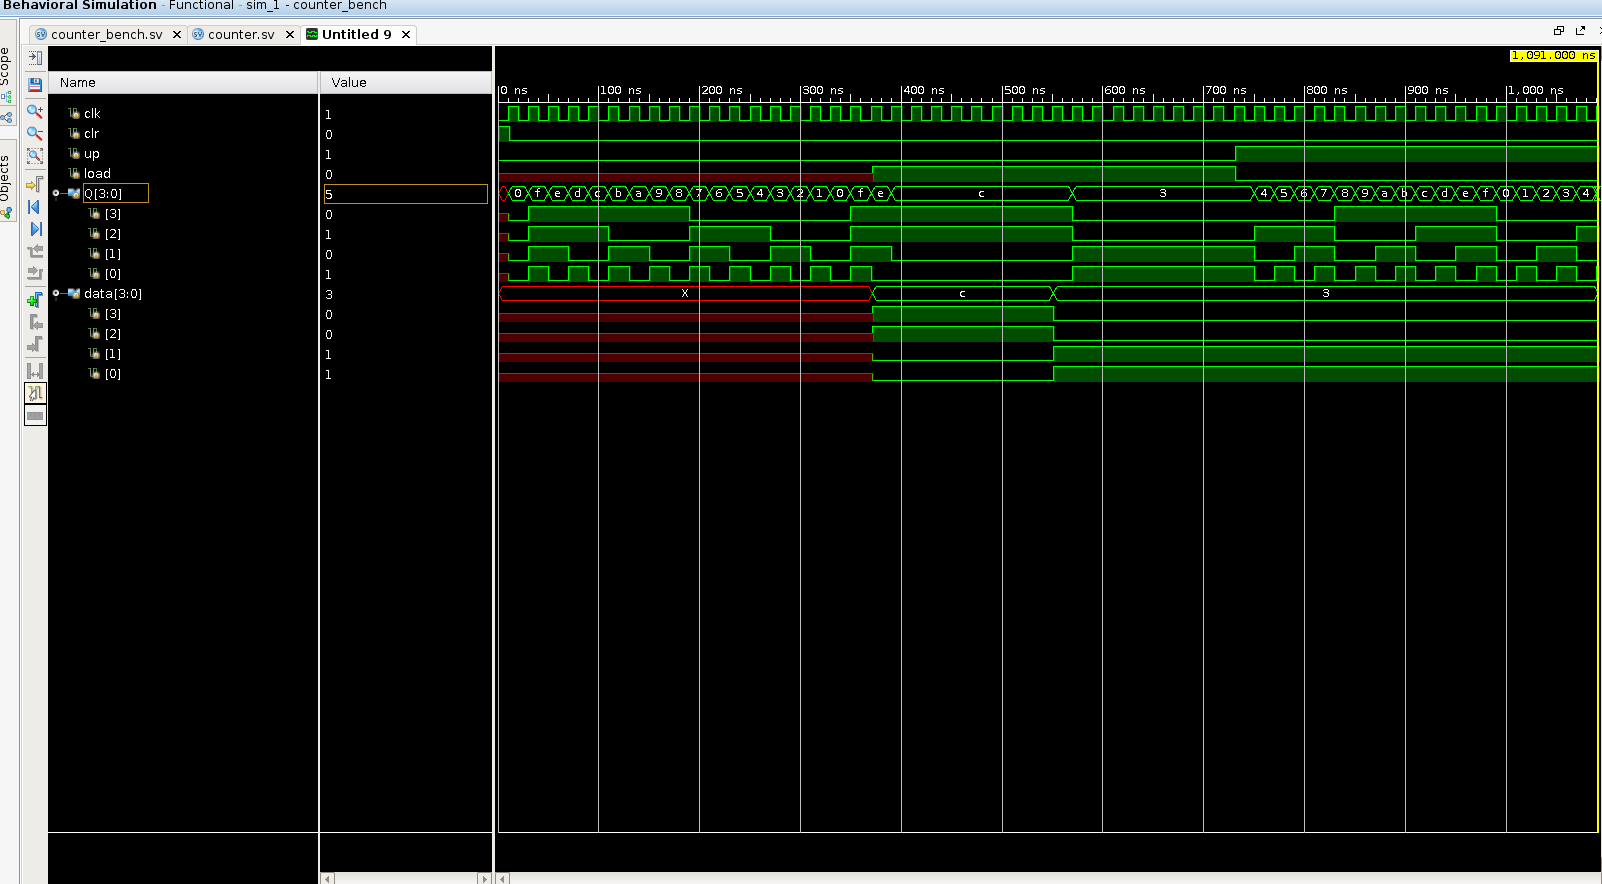 Behavioral Simulation - Functional - sim_1 - counter_bench
counter_bench.sv counter.sv Untitled 9
Scope
Objects
1,091.000 ns
Name Value
0 ns 100 ns 200 ns 300 ns 400 ns 500 ns 600 ns 700 ns 800 ns 900 ns 1,000 ns
clk 1
clr 0
up 1
load 0
Q[3:0] 5 0 f e d c b a 9 8 7 6 5 4 3 2 1 0 f e c 3 4 5 6 7 8 9 a b c d e f 0 1 2 3 4
[3] 0
[2] 1
[1] 0
[0] 1
data[3:0] 3 X c 3
[3] 0
[2] 0
[1] 1
[0] 1